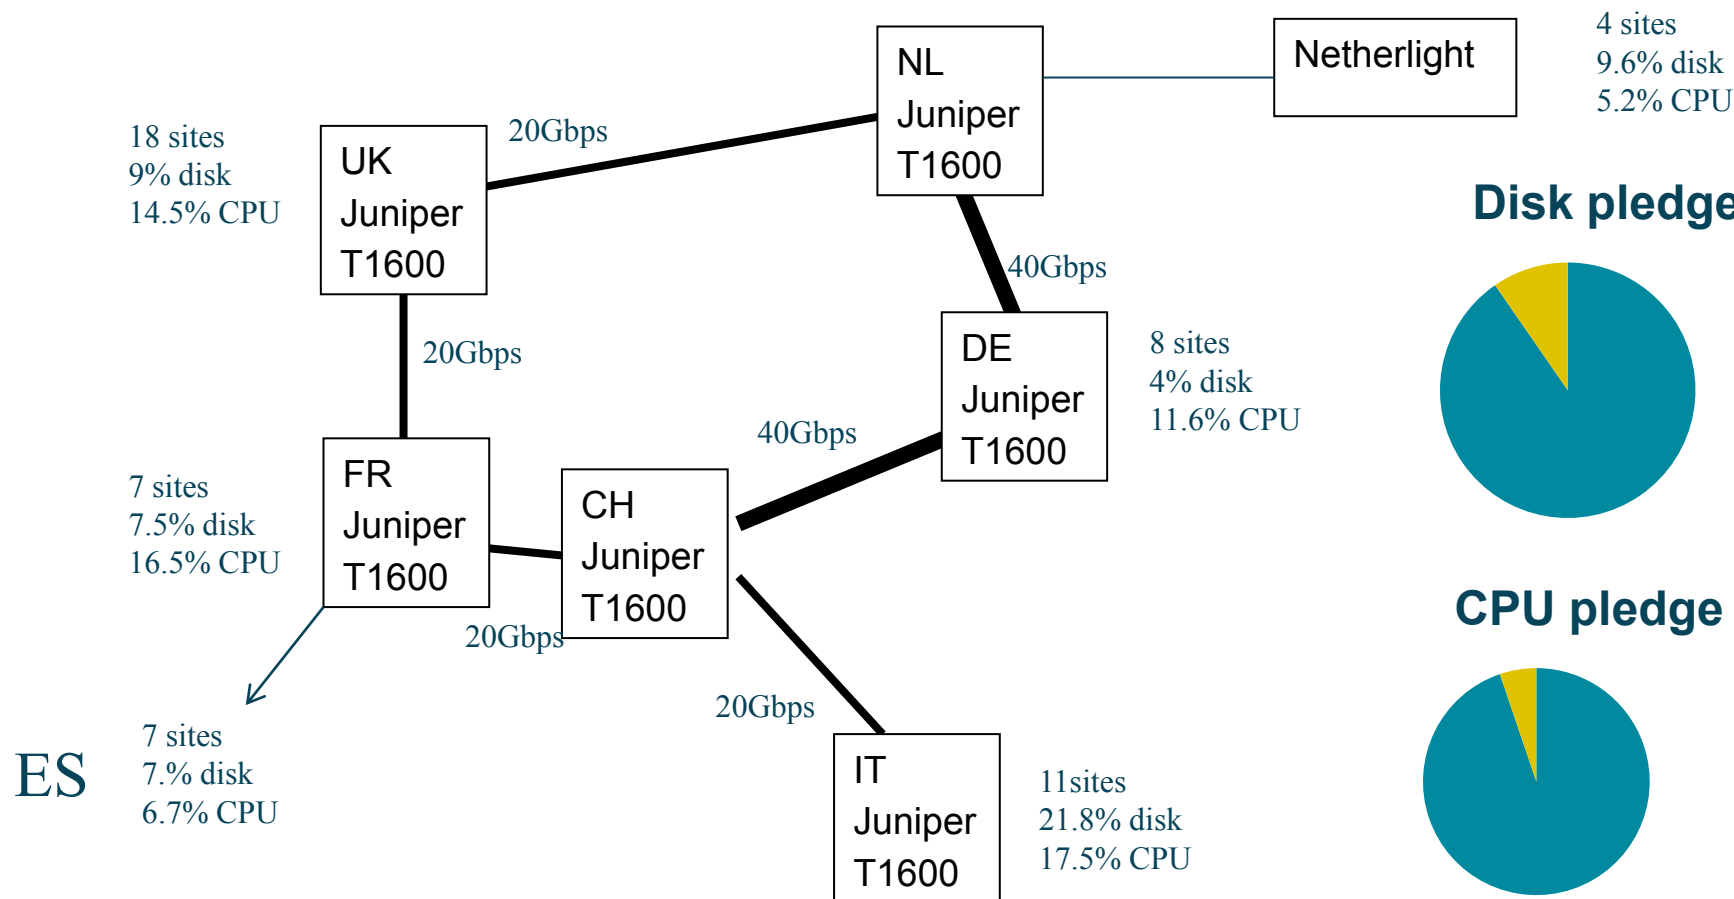 NL
Juniper
T1600
Netherlight
4 sites
9.6% disk
5.2% CPU
20Gbps
18 sites
9% disk
14.5% CPU
UK
Juniper
T1600
Disk pledge
40Gbps
20Gbps
DE
Juniper
T1600
8 sites
4% disk
11.6% CPU
40Gbps
7 sites
7.5% disk
16.5% CPU
FR
Juniper
T1600
CH
Juniper
T1600
20Gbps
CPU pledge
20Gbps
ES
7 sites
7.% disk
6.7% CPU
IT
Juniper
T1600
11sites
21.8% disk
17.5% CPU